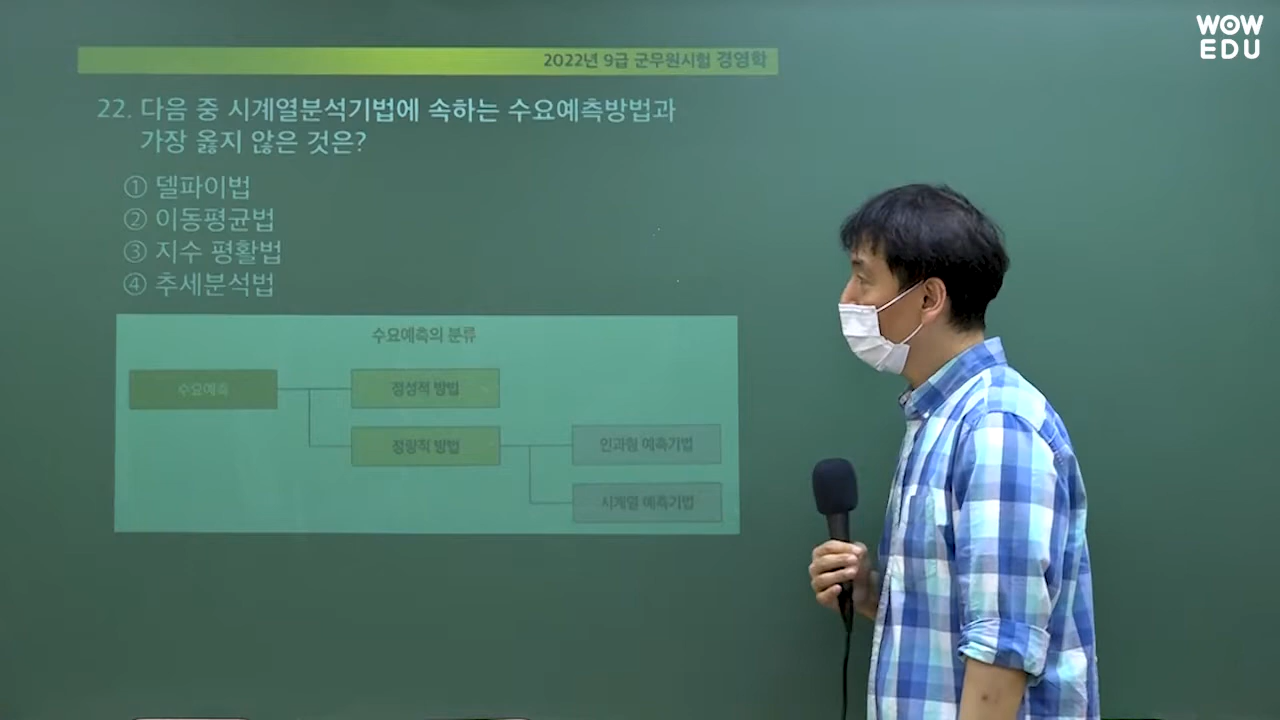 WOW
EDU
2022년 9급 군무원시험 경영학
22. 다음 중 시계열분석기법에 속하는 수요예측방법과
가장 옳지 않은 것은?
① 델파이법
② 이동평균법
③ 지수 평활법
④ 추세분석법
수요예측의 분류
수요예측
정성적 방법
정량적 방법
인과형 예측기법
시계열 예측기법